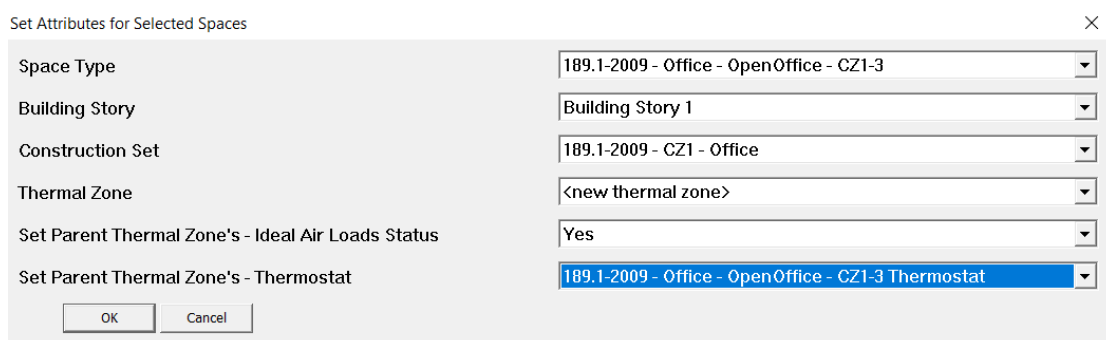 Set Attributes for Selected Spaces
Space Type 189.1-2009 - Office - OpenOffice - CZ1-3
Building Story Building Story 1
Construction Set 189.1-2009 - CZ1 - Office
Thermal Zone <new thermal zone>
Set Parent Thermal Zone's - Ideal Air Loads Status Yes
Set Parent Thermal Zone's - Thermostat 189.1-2009 - Office - OpenOffice - CZ1-3 Thermostat
OK Cancel